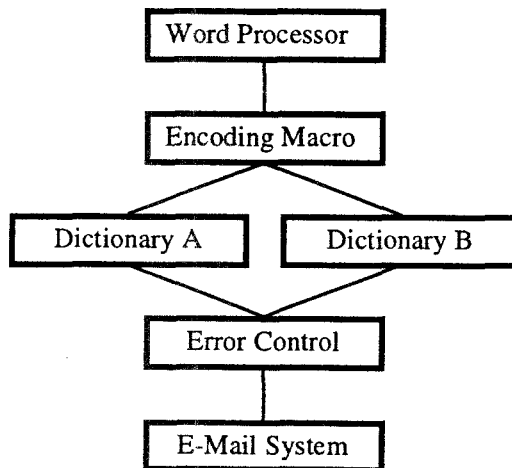 Word Processor
Encoding Macro
Dictionary A
Dictionary B
Error Control
E-Mail System